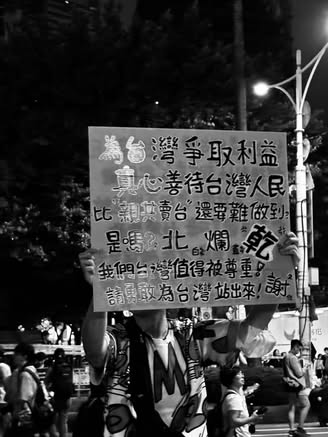 為台灣爭取利益
真心善待台灣人民
比"親共賣台"還要難做到?
是嗎 北 爛 乾
我們台灣值得被尊重!
請勇敢為台灣站出來! 謝
M